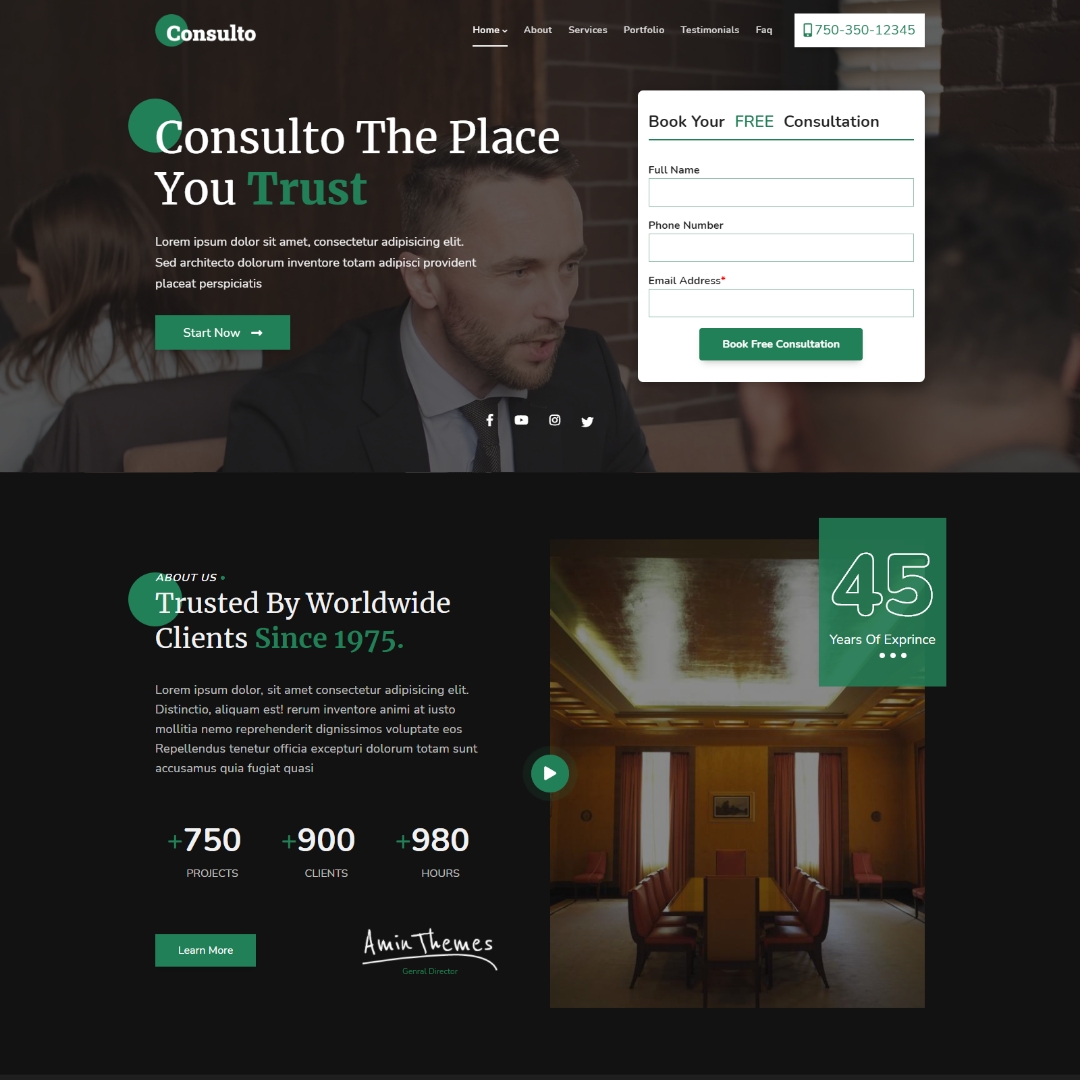 Consulto
Home
About
Services
Portfolio
Testimonials
Faq
750-350-12345
Consulto The Place
You Trust
Lorem ipsum dolor sit amet, consectetur adipisicing elit.
Sed architecto dolorum inventore totam adipisci provident
placeat perspiciatis
Start Now
Book Your FREE Consultation
Full Name
Phone Number
Email Address*
Book Free Consultation
ABOUT US
Trusted By Worldwide
Clients Since 1975.
Lorem ipsum dolor, sit amet consectetur adipisicing elit.
Distinctio, aliquam est! rerum inventore animi at iusto
mollitia nemo reprehenderit dignissimos voluptate eos
Repellendus tenetur officia excepturi dolorum totam sunt
accusamus quia fugiat quasi
+750
PROJECTS
+900
CLIENTS
+980
HOURS
Learn More
AminThemes
Genral Director
45
Years Of Exprince